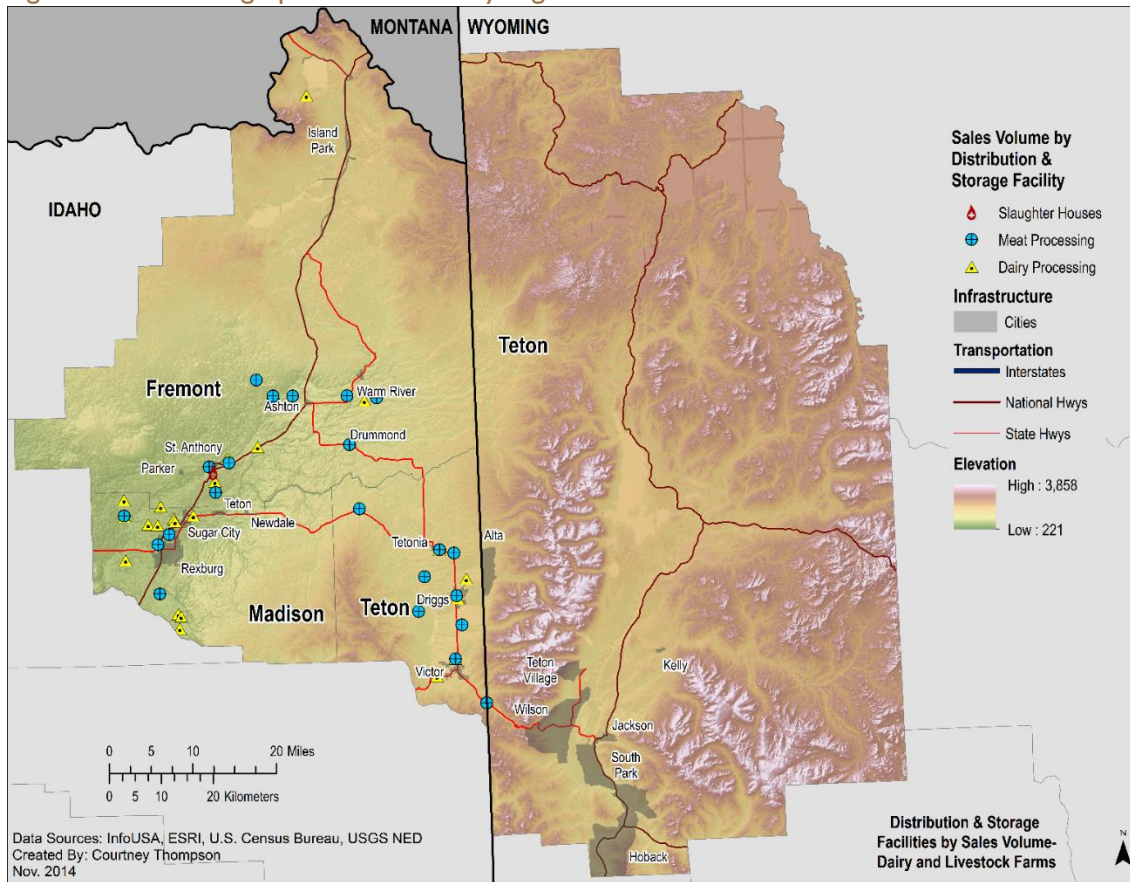 MONTANA
WYOMING
Island
Park
IDAHO
Sales Volume by
Distribution &
Storage Facility
Slaughter Houses
Meat Processing
Dairy Processing
Infrastructure
Cities
Transportation
Interstates
National Hwys
State Hwys
Elevation
High : 3,858
Low : 221
Teton
Fremont
Warm River
Ashton
Drummond
St. Anthony
Parker
Teton
Newdale
Sugar City
Tetonia
Alta
Rexburg
Driggs
Madison
Teton
Victor
Teton
Village
Kelly
Wilson
Jackson
South
Park
Hoback
0 5 10 20 Miles
0 5 10 20 Kilometers
Data Sources: InfoUSA, ESRI, U.S. Census Bureau, USGS NED
Created By: Courtney Thompson
Nov. 2014
Distribution & Storage
Facilities by Sales Volume-
Dairy and Livestock Farms
N